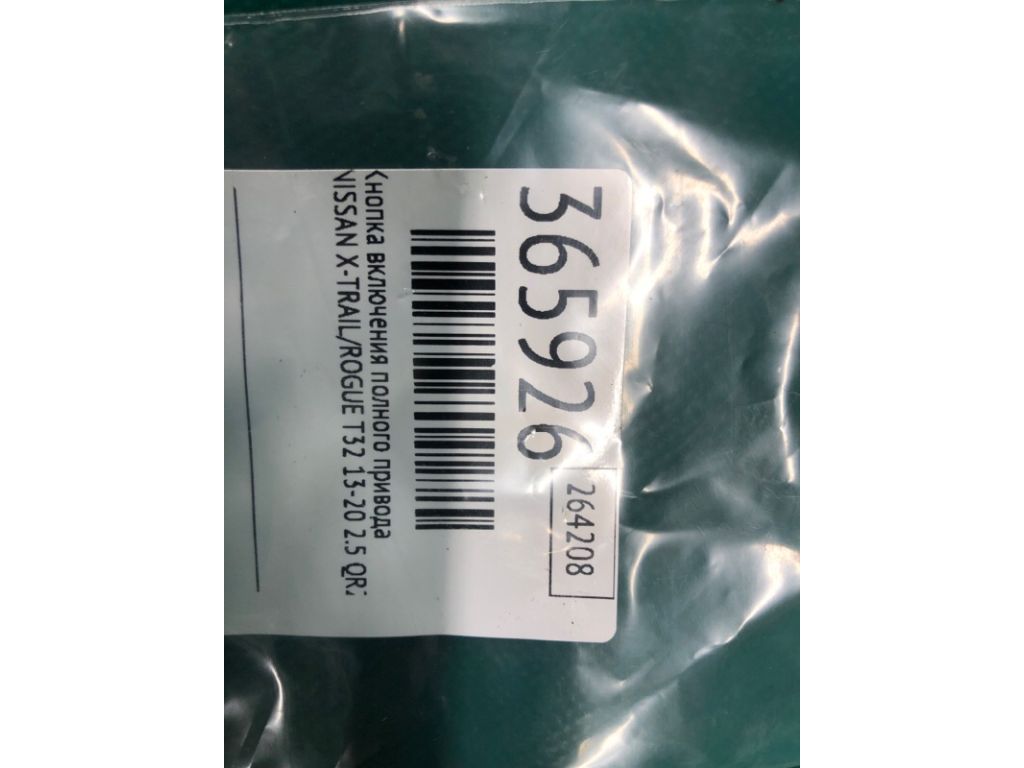 365926
264208
Кнопка включения полного привода
NISSAN X-TRAIL/ROGUE T32 13-20 2.5 QR